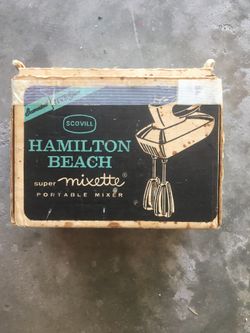 SCOVILL
HAMILTON
BEACH
super mixette®
PORTABLE MIXER